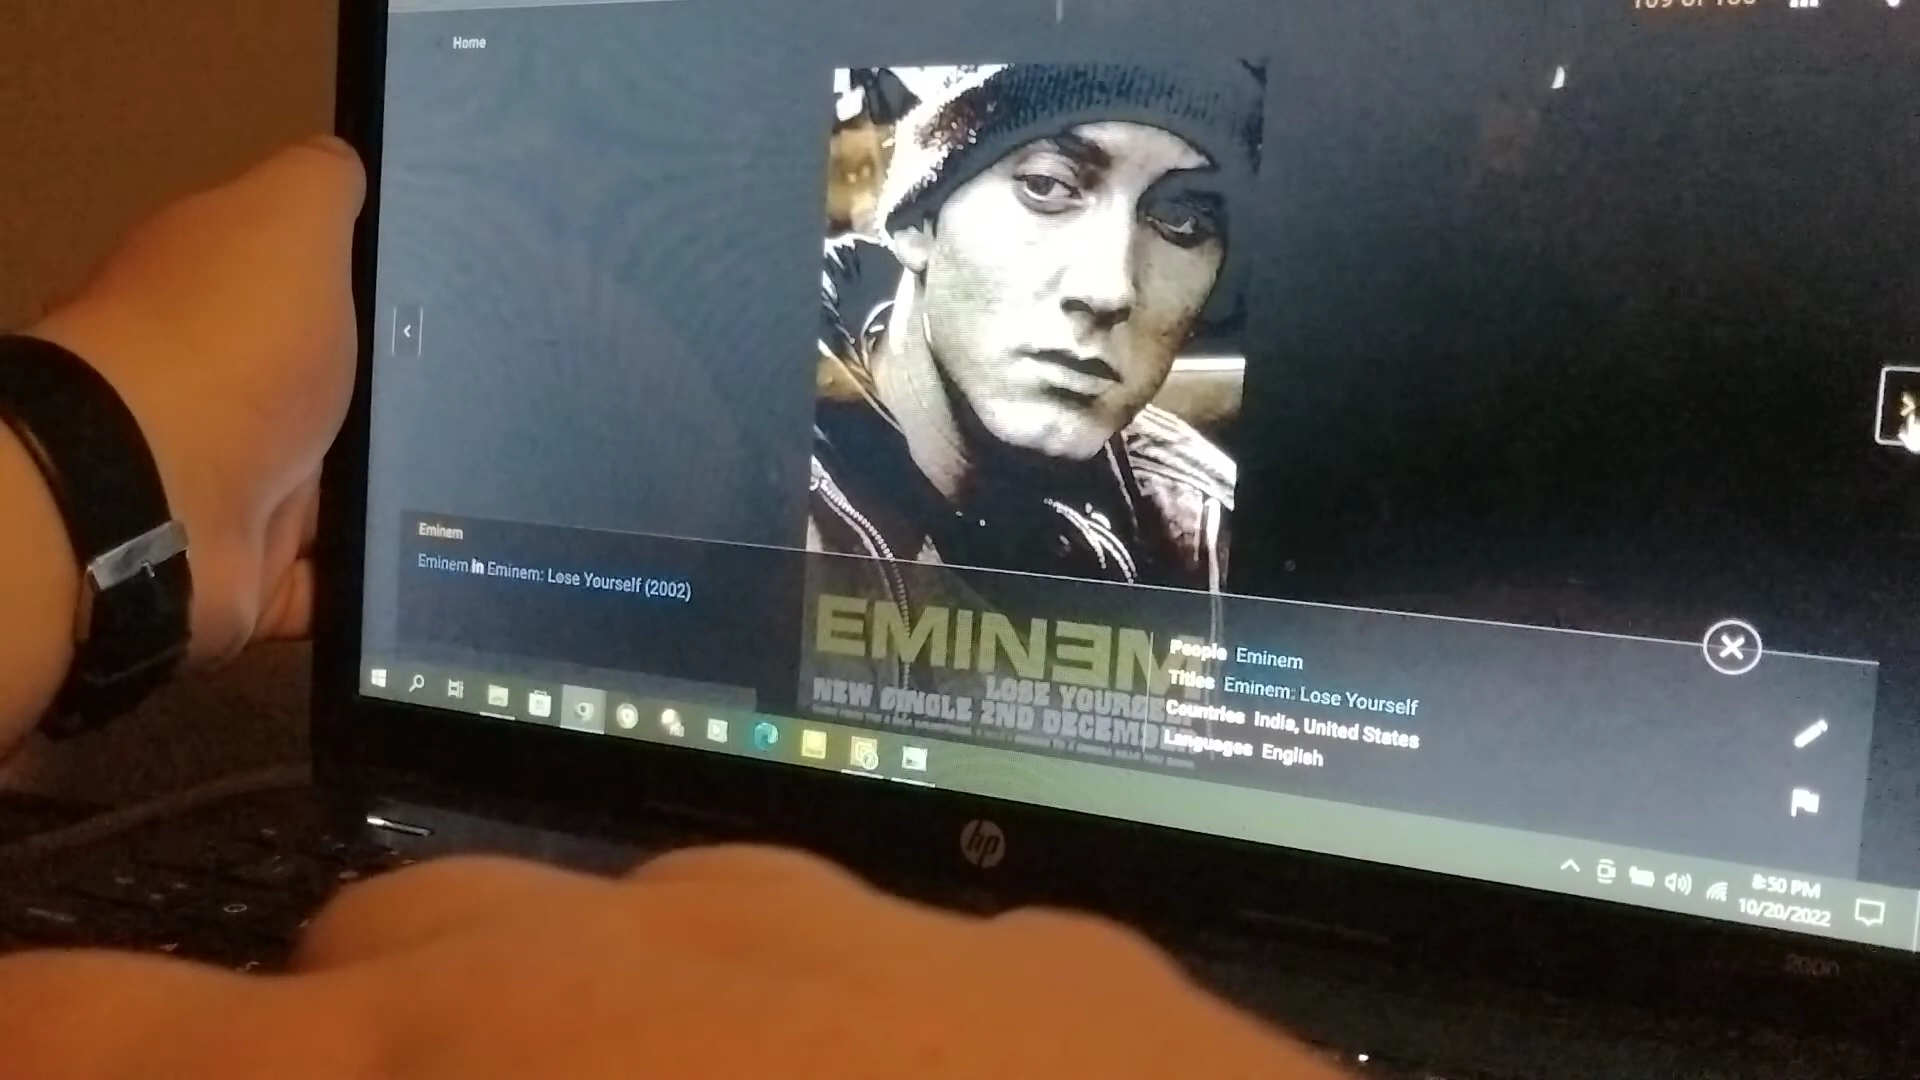 Home
Eminem
Eminem in Eminem: Lose Yourself (2002)
EMINEM
LOSE YOURSE
NEW SINGLE 2ND DECEMB
People Eminem
Titles Eminem: Lose Yourself
Countries India, United States
Languages English
hp
8:50 PM
10/20/2022